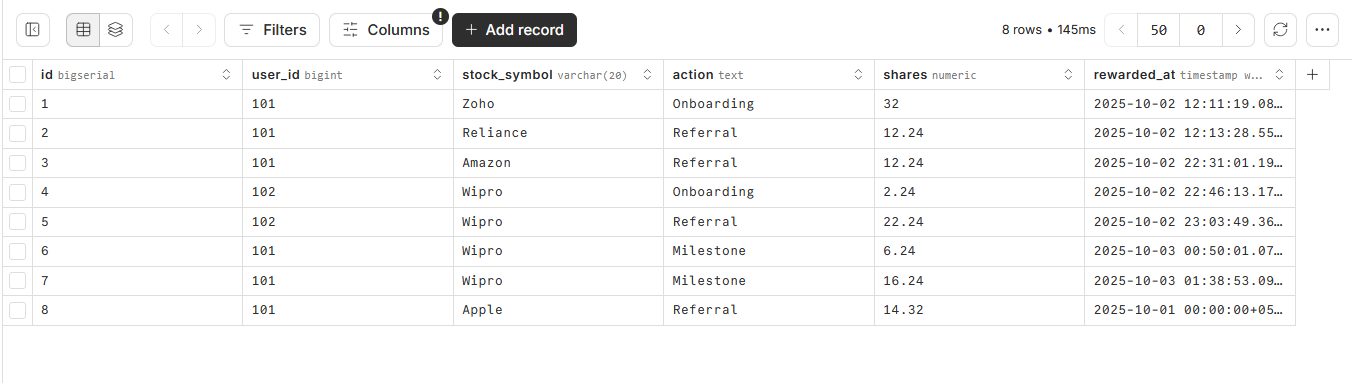 Filters Columns ! + Add record 8 rows • 145ms 50 0
id bigserial user_id bigint stock_symbol varchar(20) action text shares numeric rewarded_at timestamp w...
1 101 Zoho Onboarding 32 2025-10-02 12:11:19.08…
2 101 Reliance Referral 12.24 2025-10-02 12:13:28.55…
3 101 Amazon Referral 12.24 2025-10-02 22:31:01.19…
4 102 Wipro Onboarding 2.24 2025-10-02 22:46:13.17…
5 102 Wipro Referral 22.24 2025-10-02 23:03:49.36…
6 101 Wipro Milestone 6.24 2025-10-03 00:50:01.07…
7 101 Wipro Milestone 16.24 2025-10-03 01:38:53.09…
8 101 Apple Referral 14.32 2025-10-01 00:00:00+05…